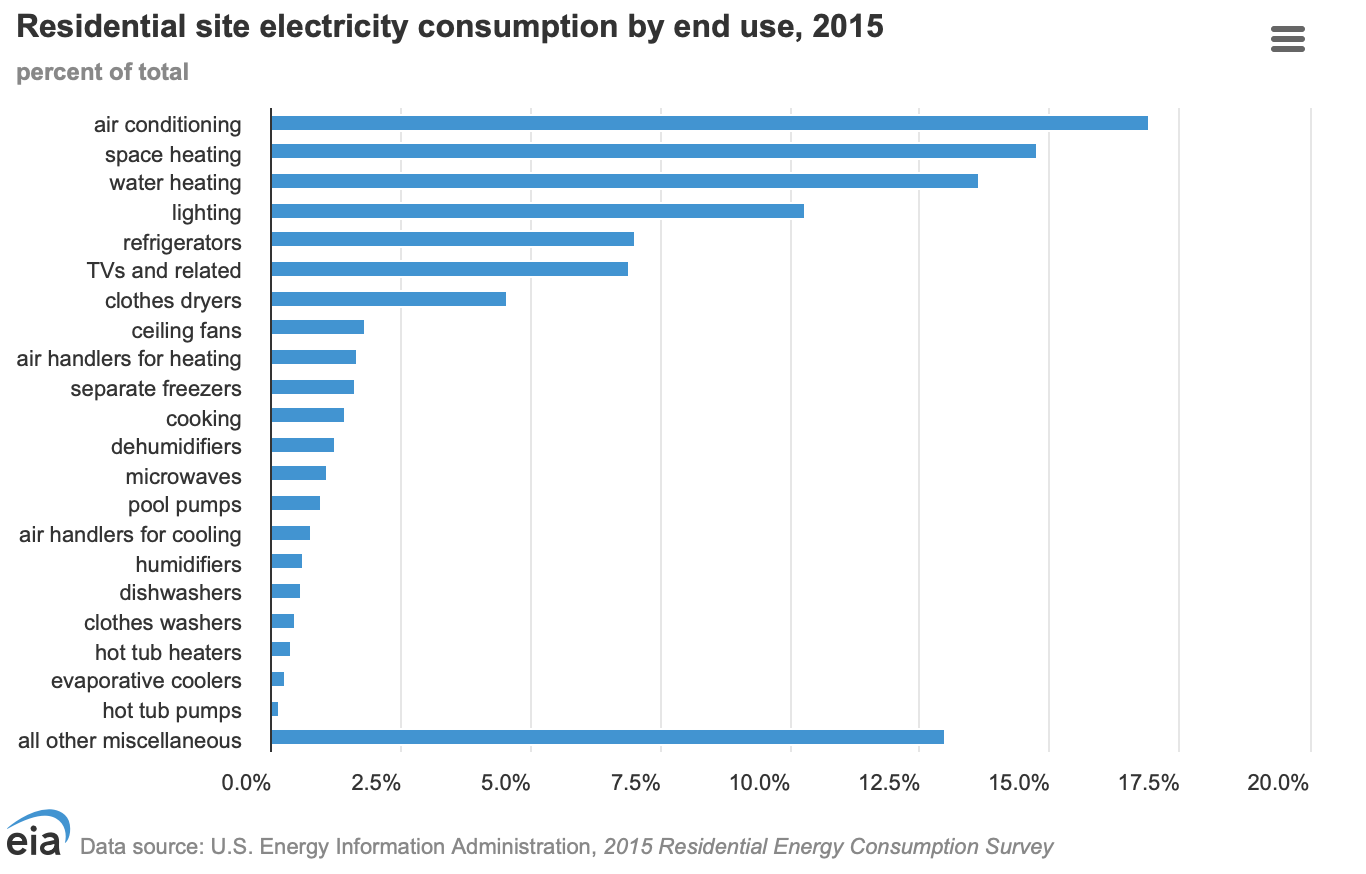 Residential site electricity consumption by end use, 2015
percent of total
air conditioning
space heating
water heating
lighting
refrigerators
TVs and related
clothes dryers
ceiling fans
air handlers for heating
separate freezers
cooking
dehumidifiers
microwaves
pool pumps
air handlers for cooling
humidifiers
dishwashers
clothes washers
hot tub heaters
evaporative coolers
hot tub pumps
all other miscellaneous
0.0% 2.5% 5.0% 7.5% 10.0% 12.5% 15.0% 17.5% 20.0%
eia Data source: U.S. Energy Information Administration, 2015 Residential Energy Consumption Survey